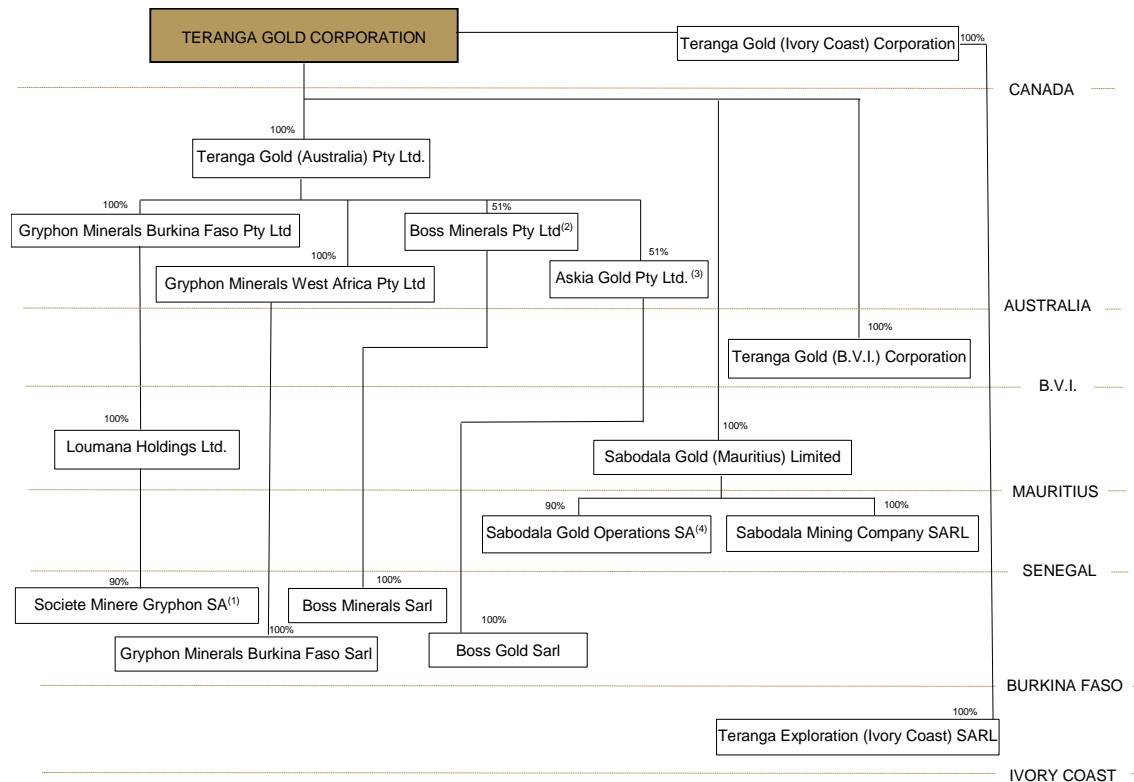 TERANGA GOLD CORPORATION
Teranga Gold (Ivory Coast) Corporation
100%
CANADA
100%
Teranga Gold (Australia) Pty Ltd.
100%
51%
Gryphon Minerals Burkina Faso Pty Ltd
Boss Minerals Pty Ltd(2)
100%
51%
Gryphon Minerals West Africa Pty Ltd
Askia Gold Pty Ltd. (3)
AUSTRALIA
100%
Teranga Gold (B.V.I.) Corporation
B.V.I.
100%
100%
Loumana Holdings Ltd.
Sabodala Gold (Mauritius) Limited
MAURITIUS
90%
100%
Sabodala Gold Operations SA(4)
Sabodala Mining Company SARL
SENEGAL
90%
100%
Societe Minere Gryphon SA(1)
Boss Minerals Sarl
100%
100%
Gryphon Minerals Burkina Faso Sarl
Boss Gold Sarl
BURKINA FASO
100%
Teranga Exploration (Ivory Coast) SARL
IVORY COAST